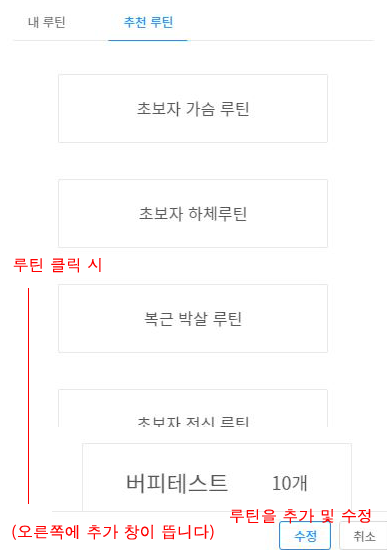 내 루틴
추천 루틴
초보자 가슴 루틴
초보자 하체루틴
루틴 클릭 시
복근 박살 루틴
초보자 전신 루틴
버피테스트 10개
루틴을 추가 및 수정
(오른쪽에 추가 창이 뜹니다)
수정 취소